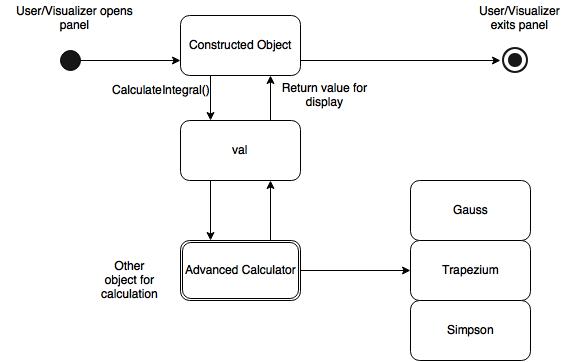 User/Visualizer opens
panel
User/Visualizer
exits panel
Constructed Object
CalculateIntegral()
Return value for
display
val
Gauss
Other
object for
calculation
Advanced Calculator
Trapezium
Simpson